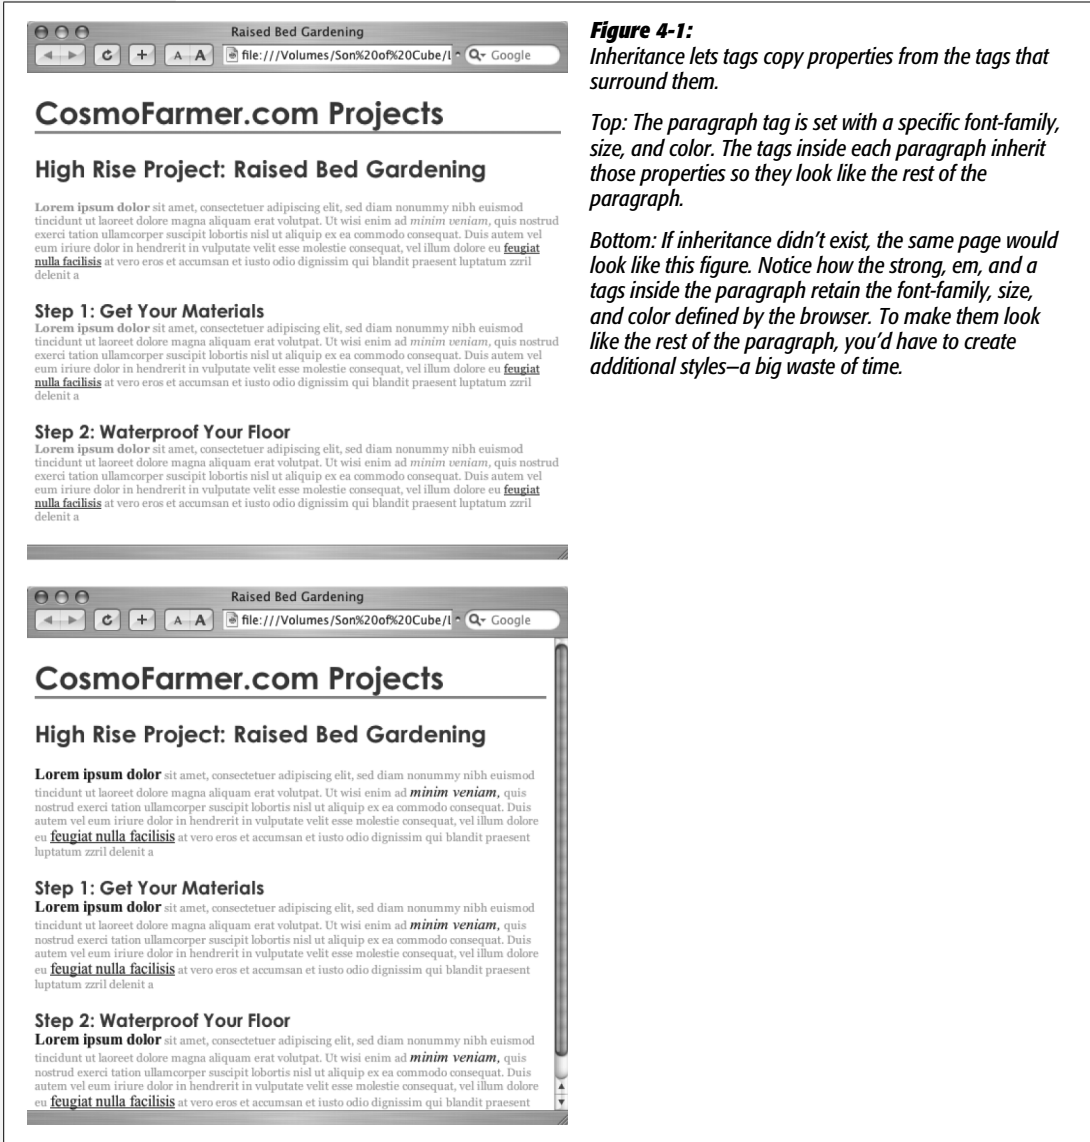 Raised Bed Gardening
A A file:///Volumes/Son%20of%20Cube/L Q Google
CosmoFarmer.com Projects
High Rise Project: Raised Bed Gardening
Lorem ipsum dolor sit amet, consectetuer adipiscing elit, sed diam nonummy nibh euismod
tincidunt ut laoreet dolore magna aliquam erat volutpat. Ut wisi enim ad minim veniam, quis nostrud
exerci tation ullamcorper suscipit lobortis nisl ut aliquip ex ea commodo consequat. Duis autem vel
eum iriure dolor in hendrerit in vulputate velit esse molestie consequat, vel illum dolore eu feugiat
nulla facilisis at vero eros et accumsan et iusto odio dignissim qui blandit praesent luptatum zzril
delenit a
Step 1: Get Your Materials
Lorem ipsum dolor sit amet, consectetuer adipiscing elit, sed diam nonummy nibh euismod
tincidunt ut laoreet dolore magna aliquam erat volutpat. Ut wisi enim ad minim veniam, quis nostrud
exerci tation ullamcorper suscipit lobortis nisl ut aliquip ex ea commodo consequat. Duis autem vel
eum iriure dolor in hendrerit in vulputate velit esse molestie consequat, vel illum dolore eu feugiat
nulla facilisis at vero eros et accumsan et iusto odio dignissim qui blandit praesent luptatum zzril
delenit a
Step 2: Waterproof Your Floor
Lorem ipsum dolor sit amet, consectetuer adipiscing elit, sed diam nonummy nibh euismod
tincidunt ut laoreet dolore magna aliquam erat volutpat. Ut wisi enim ad minim veniam, quis nostrud
exerci tation ullamcorper suscipit lobortis nisl ut aliquip ex ea commodo consequat. Duis autem vel
eum iriure dolor in hendrerit in vulputate velit esse molestie consequat, vel illum dolore eu feugiat
nulla facilisis at vero eros et accumsan et iusto odio dignissim qui blandit praesent luptatum zzril
delenit a
Raised Bed Gardening
A A file:///Volumes/Son%20of%20Cube/L Q Google
CosmoFarmer.com Projects
High Rise Project: Raised Bed Gardening
Lorem ipsum dolor sit amet, consectetuer adipiscing elit, sed diam nonummy nibh euismod
tincidunt ut laoreet dolore magna aliquam erat volutpat. Ut wisi enim ad minim veniam, quis
nostrud exerci tation ullamcorper suscipit lobortis nisl ut aliquip ex ea commodo consequat. Duis
autem vel eum iriure dolor in hendrerit in vulputate velit esse molestie consequat, vel illum dolore
eu feugiat nulla facilisis at vero eros et accumsan et iusto odio dignissim qui blandit praesent
luptatum zzril delenit a
Step 1: Get Your Materials
Lorem ipsum dolor sit amet, consectetuer adipiscing elit, sed diam nonummy nibh euismod
tincidunt ut laoreet dolore magna aliquam erat volutpat. Ut wisi enim ad minim veniam, quis
nostrud exerci tation ullamcorper suscipit lobortis nisl ut aliquip ex ea commodo consequat. Duis
autem vel eum iriure dolor in hendrerit in vulputate velit esse molestie consequat, vel illum dolore
eu feugiat nulla facilisis at vero eros et accumsan et iusto odio dignissim qui blandit praesent
luptatum zzril delenit a
Step 2: Waterproof Your Floor
Lorem ipsum dolor sit amet, consectetuer adipiscing elit, sed diam nonummy nibh euismod
tincidunt ut laoreet dolore magna aliquam erat volutpat. Ut wisi enim ad minim veniam, quis
nostrud exerci tation ullamcorper suscipit lobortis nisl ut aliquip ex ea commodo consequat. Duis
autem vel eum iriure dolor in hendrerit in vulputate velit esse molestie consequat, vel illum dolore
eu feugiat nulla facilisis at vero eros et accumsan et iusto odio dignissim qui blandit praesent
Figure 4-1:
Inheritance lets tags copy properties from the tags that
surround them.
Top: The paragraph tag is set with a specific font-family,
size, and color. The tags inside each paragraph inherit
those properties so they look like the rest of the
paragraph.
Bottom: If inheritance didn’t exist, the same page would
look like this figure. Notice how the strong, em, and a
tags inside the paragraph retain the font-family, size,
and color defined by the browser. To make them look
like the rest of the paragraph, you’d have to create
additional styles—a big waste of time.